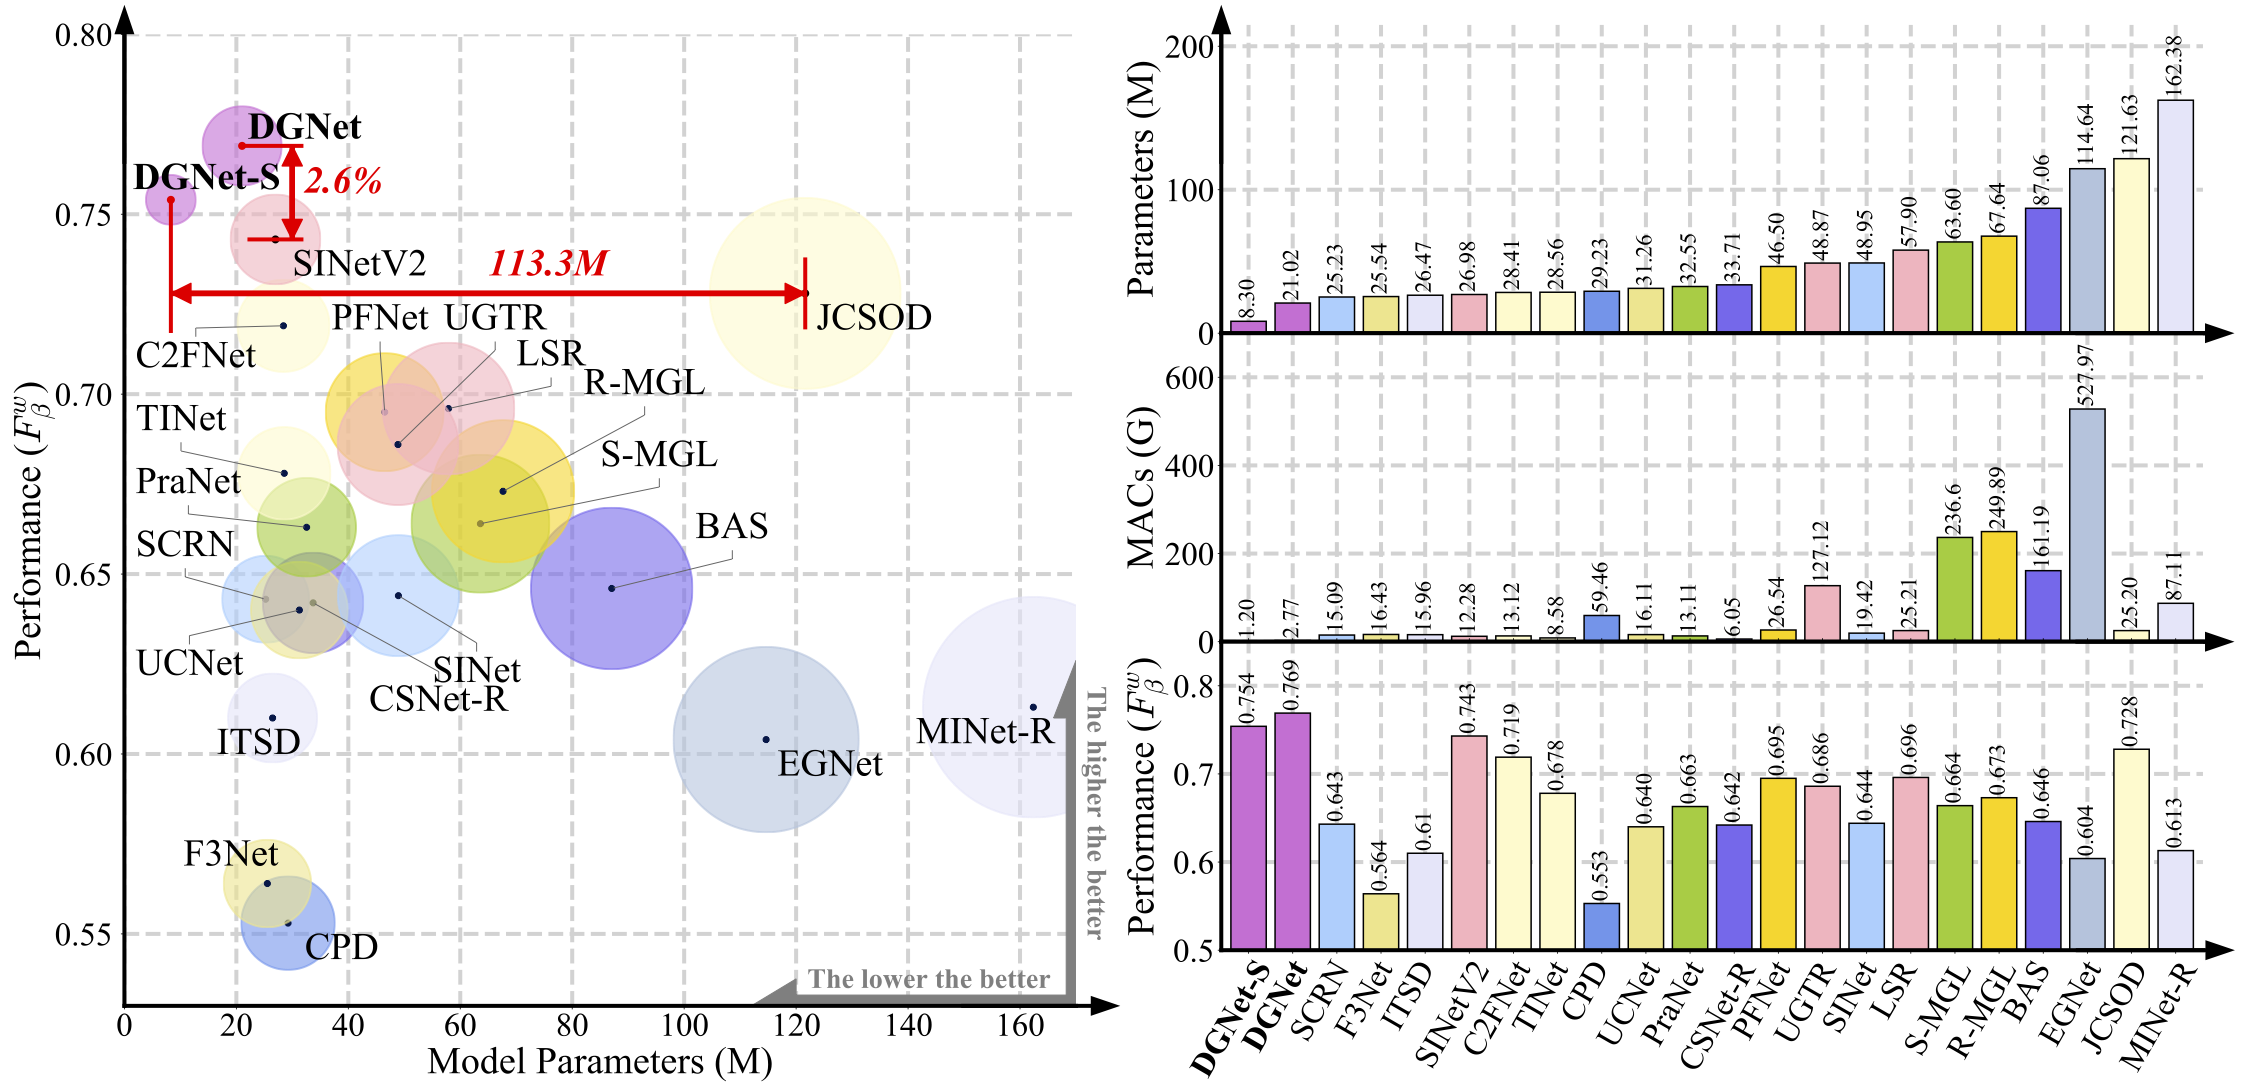 0.80
0.75
0.70
0.65
0.60
0.55
Performance (F_β^w)
DGNet
DGNet-S
2.6%
SINetV2
113.3M
JCSOD
PFNet
UGTR
C2FNet
LSR
R-MGL
TINet
S-MGL
PraNet
BAS
SCRN
UCNet
SINet
CSNet-R
ITSD
MINet-R
EGNet
F3Net
CPD
The higher the better
The lower the better
0 20 40 60 80 100 120 140 160
Model Parameters (M)
Parameters (M)
200
100
0
8.30 21.02 25.23 25.54 26.47 26.98 28.41 28.56 29.23 31.26 32.55 33.71 46.50 48.87 48.95 57.90 63.60 67.64 87.06 114.64 121.63 162.38
MACs (G)
600
400
200
0
1.20 2.77 15.09 16.43 15.96 12.28 13.12 8.58 59.46 16.11 13.11 6.05 26.54 127.12 19.42 25.21 236.6 249.89 161.19 527.97 25.20 87.11
Performance (F_β^w)
0.8
0.7
0.6
0.5
0.754 0.769 0.643 0.564 0.61 0.743 0.719 0.678 0.553 0.640 0.663 0.642 0.695 0.686 0.644 0.696 0.664 0.673 0.646 0.604 0.728 0.613
DGNet-S
DGNet
SCRN
F3Net
ITSD
SINetV2
C2FNet
TINet
CPD
UCNet
PraNet
CSNet-R
PFNet
UGTR
SINet
LSR
S-MGL
R-MGL
BAS
EGNet
JCSOD
MINet-R